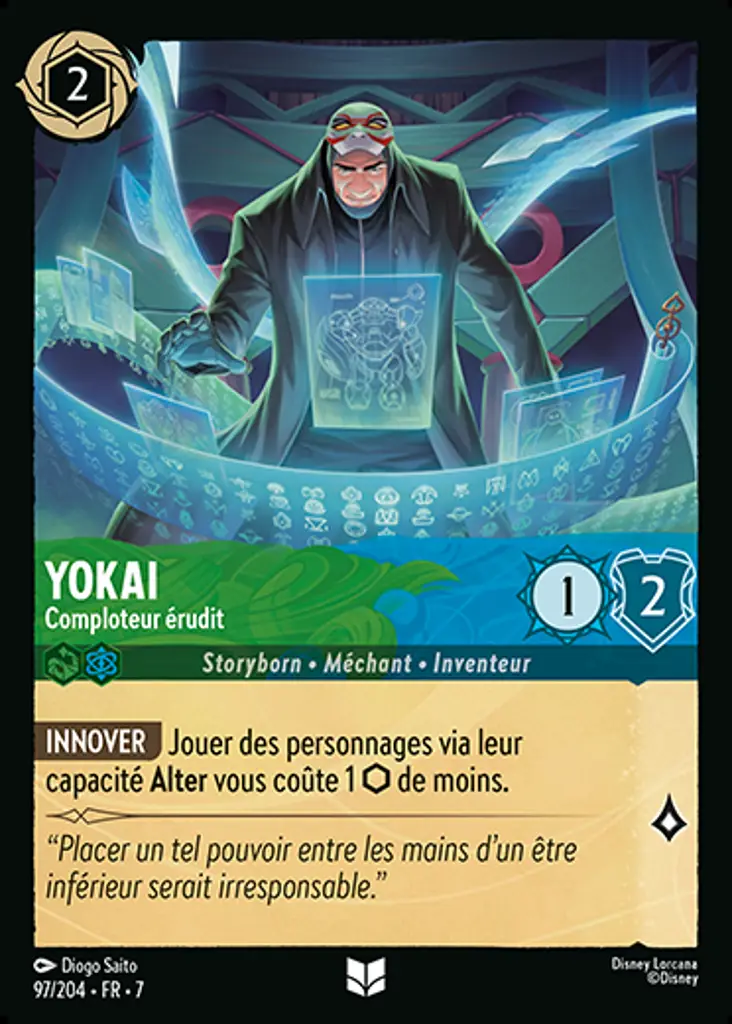 2
YOKAI
Comploteur érudit
1
2
Storyborn • Méchant • Inventeur
INNOVER Jouer des personnages via leur
capacité Alter vous coûte 1 ⬡ de moins.
“Placer un tel pouvoir entre les mains d’un être
inférieur serait irresponsable.”
Diogo Saito
97/204 • FR • 7
Disney Lorcana
©Disney